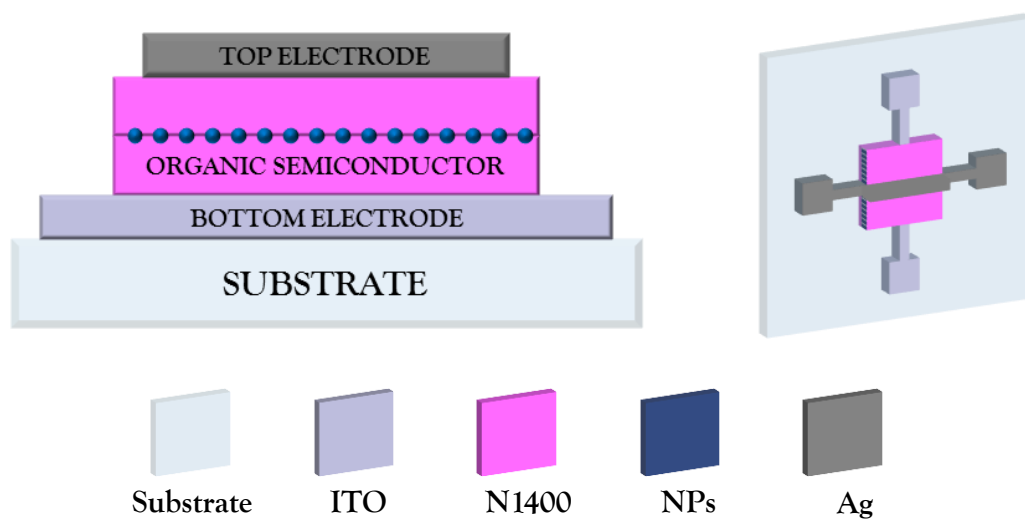 TOP ELECTRODE
ORGANIC SEMICONDUCTOR
BOTTOM ELECTRODE
SUBSTRATE
Substrate
ITO
N1400
NPs
Ag